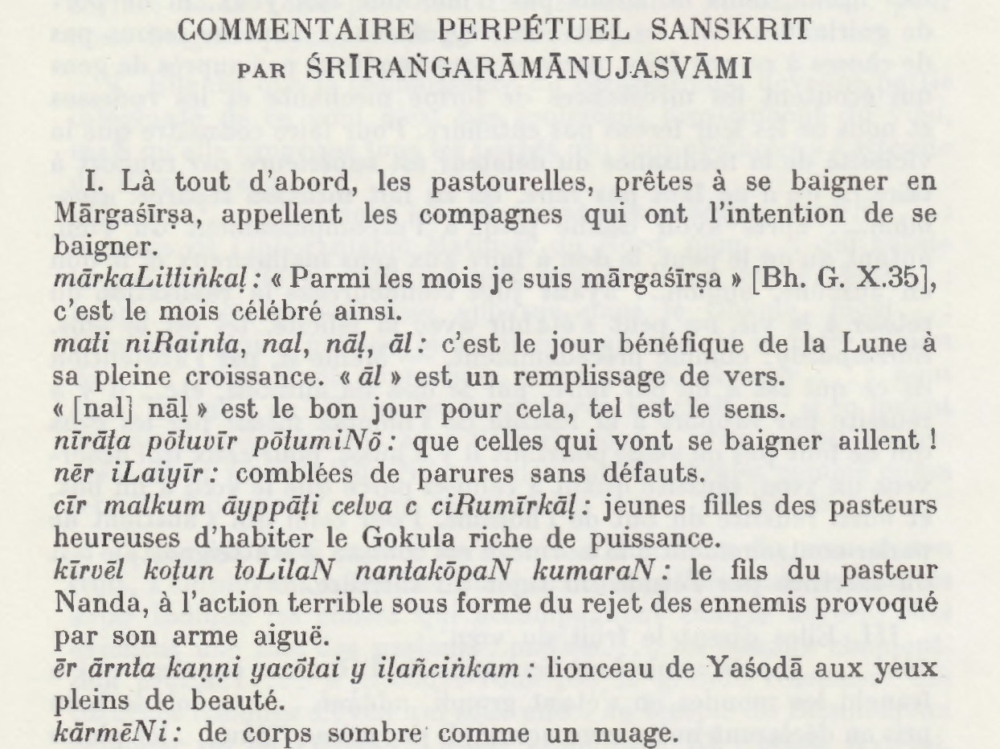 COMMENTAIRE PERPÉTUEL SANSKRIT
PAR ŚRĪRAṄGARĀMĀNUJASVĀMI
I. Là tout d'abord, les pastourelles, prêtes à se baigner en
Mārgaśīrṣa, appellent les compagnes qui ont l'intention de se
baigner.
mārkaLittiṅkaḷ : « Parmi les mois je suis mārgaśīrṣa » [Bh. G. X.35],
c'est le mois célébré ainsi.
mati niRainta, nal, nāḷ, āl : c'est le jour bénéfique de la Lune à
sa pleine croissance. « āl » est un remplissage de vers.
« [nal] nāḷ » est le bon jour pour cela, tel est le sens.
nīrāṭa pōtuvīr pōtumiNō : que celles qui vont se baigner aillent !
nēr iLaiyīr : comblées de parures sans défauts.
cīr malkum āyppāṭi celva c ciRumīrkāḷ : jeunes filles des pasteurs
heureuses d'habiter le Gokula riche de puissance.
kīrvēl koṭun toLilaN nantakōpaN kumaraN : le fils du pasteur
Nanda, à l'action terrible sous forme du rejet des ennemis provoqué
par son arme aiguë.
ēr ārnta kaṇṇi yacōtai y iḷañciṅkam : lionceau de Yaśodā aux yeux
pleins de beauté.
kārmēNi : de corps sombre comme un nuage.